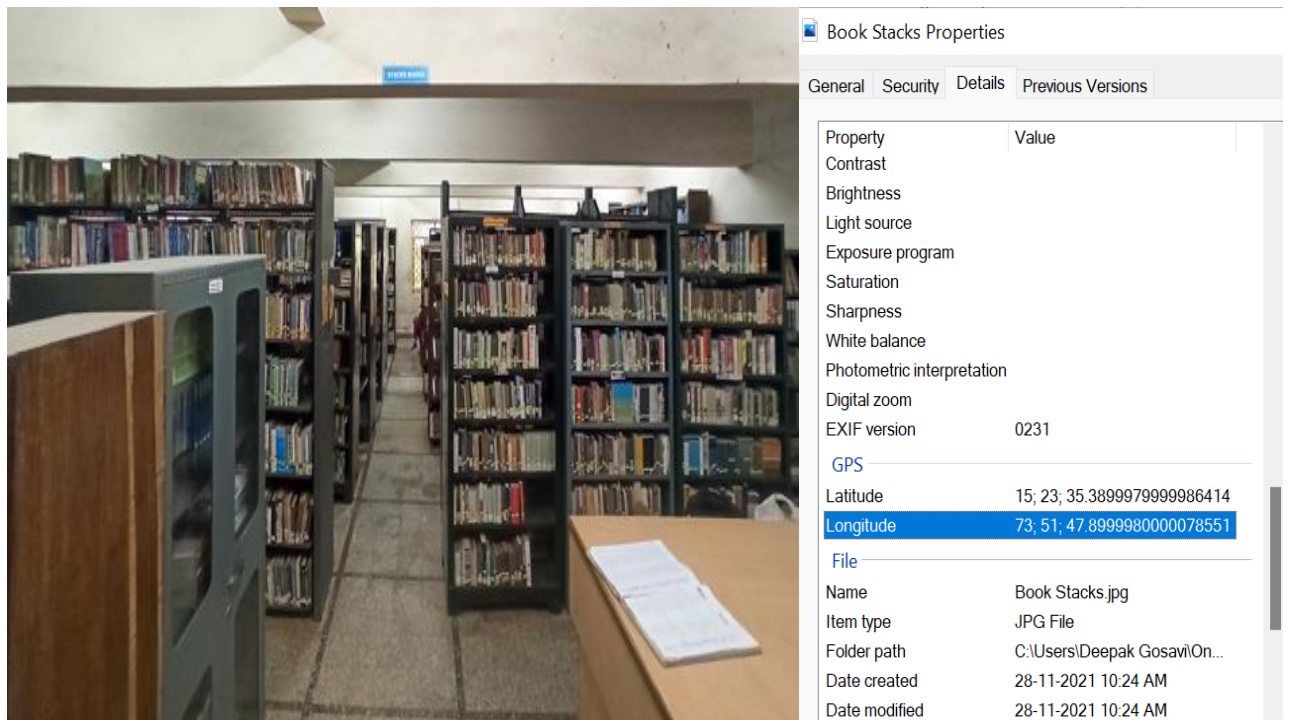 STACKS BOOKS
Book Stacks Properties
General Security Details Previous Versions
Property Value
Contrast
Brightness
Light source
Exposure program
Saturation
Sharpness
White balance
Photometric interpretation
Digital zoom
EXIF version 0231
GPS
Latitude 15; 23; 35.3899979999986414
Longitude 73; 51; 47.8999980000078551
File
Name Book Stacks.jpg
Item type JPG File
Folder path C:\Users\Deepak Gosavi\On...
Date created 28-11-2021 10:24 AM
Date modified 28-11-2021 10:24 AM